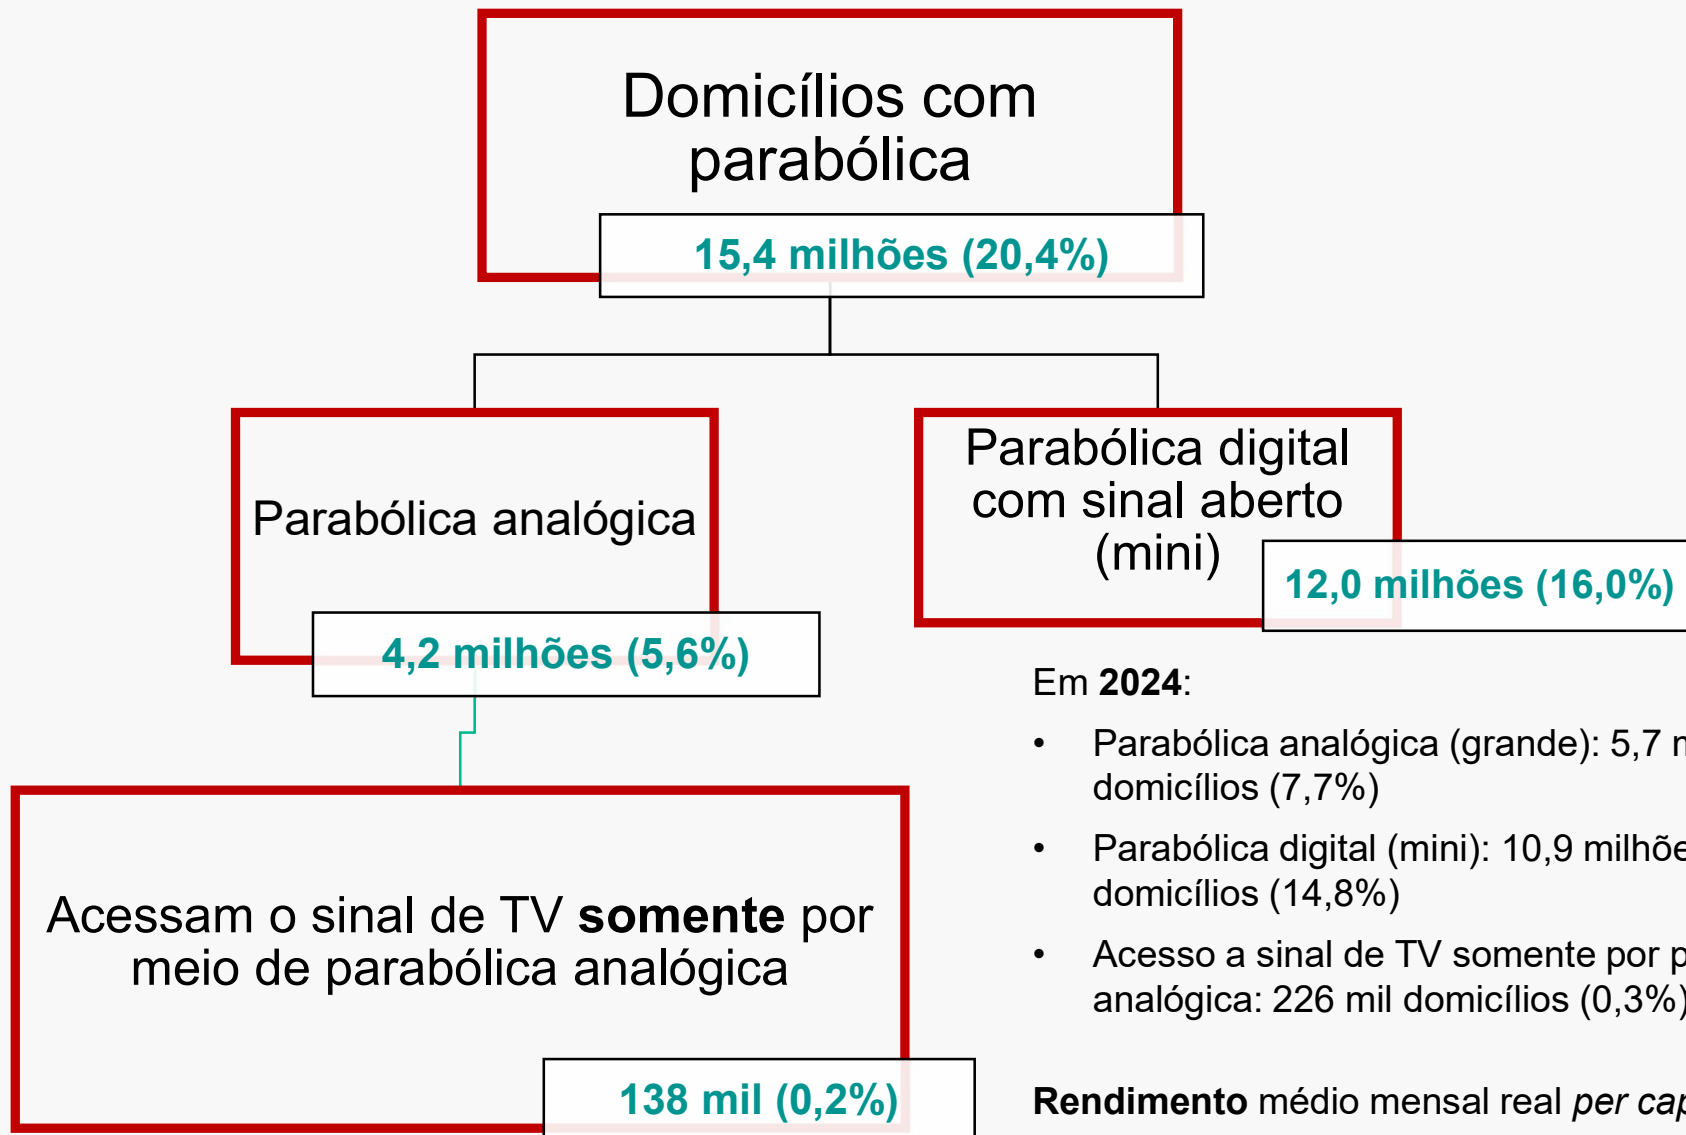 Domicílios com
parabólica
15,4 milhões (20,4%)
Parabólica analógica
4,2 milhões (5,6%)
Parabólica digital
com sinal aberto
(mini)
12,0 milhões (16,0%)
Acessam o sinal de TV somente por
meio de parabólica analógica
138 mil (0,2%)
Em 2024:
• Parabólica analógica (grande): 5,7
domicílios (7,7%)
• Parabólica digital (mini): 10,9
domicílios (14,8%)
• Acesso a sinal de TV somente por
analógica: 226 mil domicílios (0,3%)
Rendimento médio mensal real per